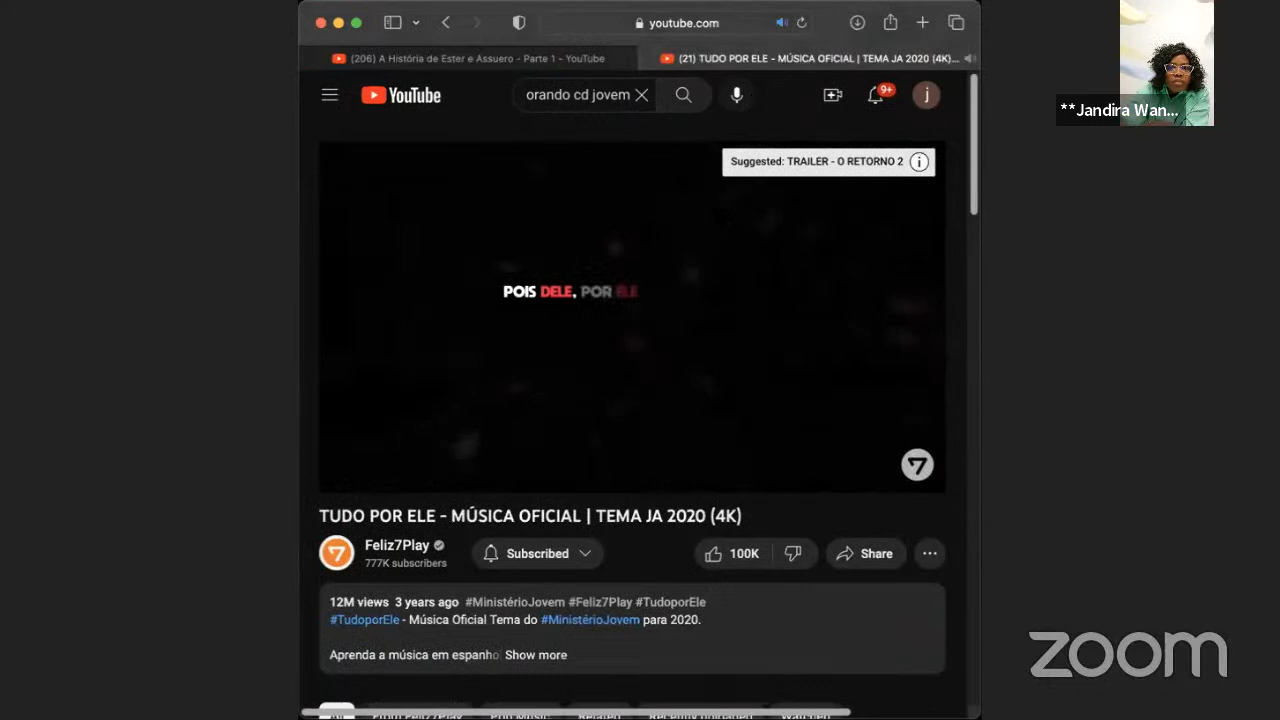 youtube.com
(206) A História de Ester e Assuero - Parte 1 - YouTube
(21) TUDO POR ELE - MÚSICA OFICIAL | TEMA JA 2020 (4K)...
YouTube
orando cd jovem
9+
j
**Jandira Wan...
Suggested: TRAILER - O RETORNO 2
POIS DELE, POR ELE
TUDO POR ELE - MÚSICA OFICIAL | TEMA JA 2020 (4K)
Feliz7Play
777K subscribers
Subscribed
100K
Share
12M views 3 years ago #MinistérioJovem #Feliz7Play #TudoporEle
#TudoporEle - Música Oficial Tema do #MinistérioJovem para 2020.
Aprenda a música em espanho Show more
zoom